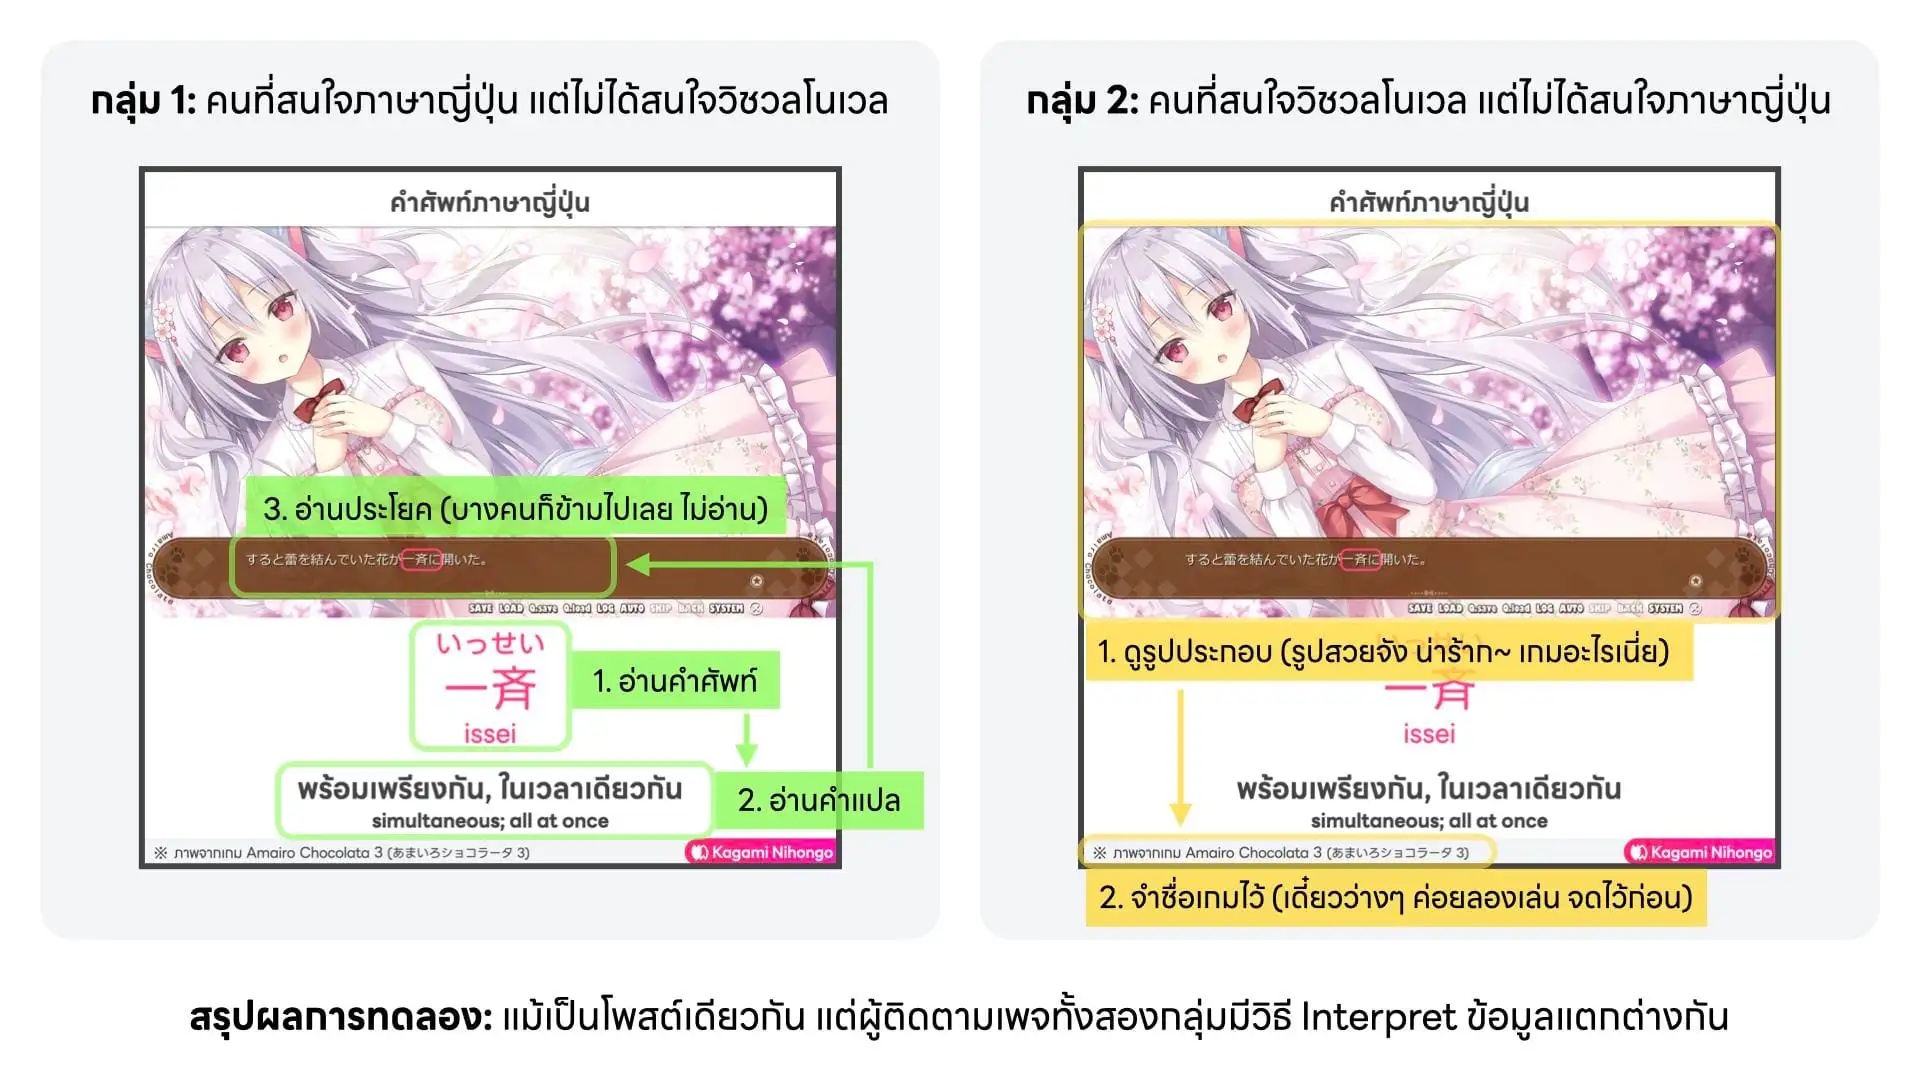 กลุ่ม 1: คนที่สนใจภาษาญี่ปุ่น แต่ไม่ได้สนใจวิชวลโนเวล
คำศัพท์ภาษาญี่ปุ่น
3. อ่านประโยค (บางคนก็ข้ามไปเลย ไม่อ่าน)
すると蕾を結んでいた花が一斉に開いた。
Amairo Chocolata
SAVE LOAD Q.save Q.load LOG AUTO SKIP BACK SYSTEM
いっせい
一斉
issei
1. อ่านคำศัพท์
พร้อมเพรียงกัน, ในเวลาเดียวกัน
simultaneous; all at once
2. อ่านคำแปล
※ ภาพจากเกม Amairo Chocolata 3 (あまいろショコラータ 3)
Kagami Nihongo
กลุ่ม 2: คนที่สนใจวิชวลโนเวล แต่ไม่ได้สนใจภาษาญี่ปุ่น
คำศัพท์ภาษาญี่ปุ่น
すると蕾を結んでいた花が一斉に開いた。
Amairo Chocolata
SAVE LOAD Q.save Q.load LOG AUTO SKIP BACK SYSTEM
1. ดูรูปประกอบ (รูปสวยจัง น่าร้าก~ เกมอะไรเนี่ย)
一斉
issei
พร้อมเพรียงกัน, ในเวลาเดียวกัน
simultaneous; all at once
※ ภาพจากเกม Amairo Chocolata 3 (あまいろショコラータ 3)
Kagami Nihongo
2. จำชื่อเกมไว้ (เดี๋ยวว่างๆ ค่อยลองเล่น จดไว้ก่อน)
สรุปผลการทดลอง: แม้เป็นโพสต์เดียวกัน แต่ผู้ติดตามเพจทั้งสองกลุ่มมีวิธี Interpret ข้อมูลแตกต่างกัน